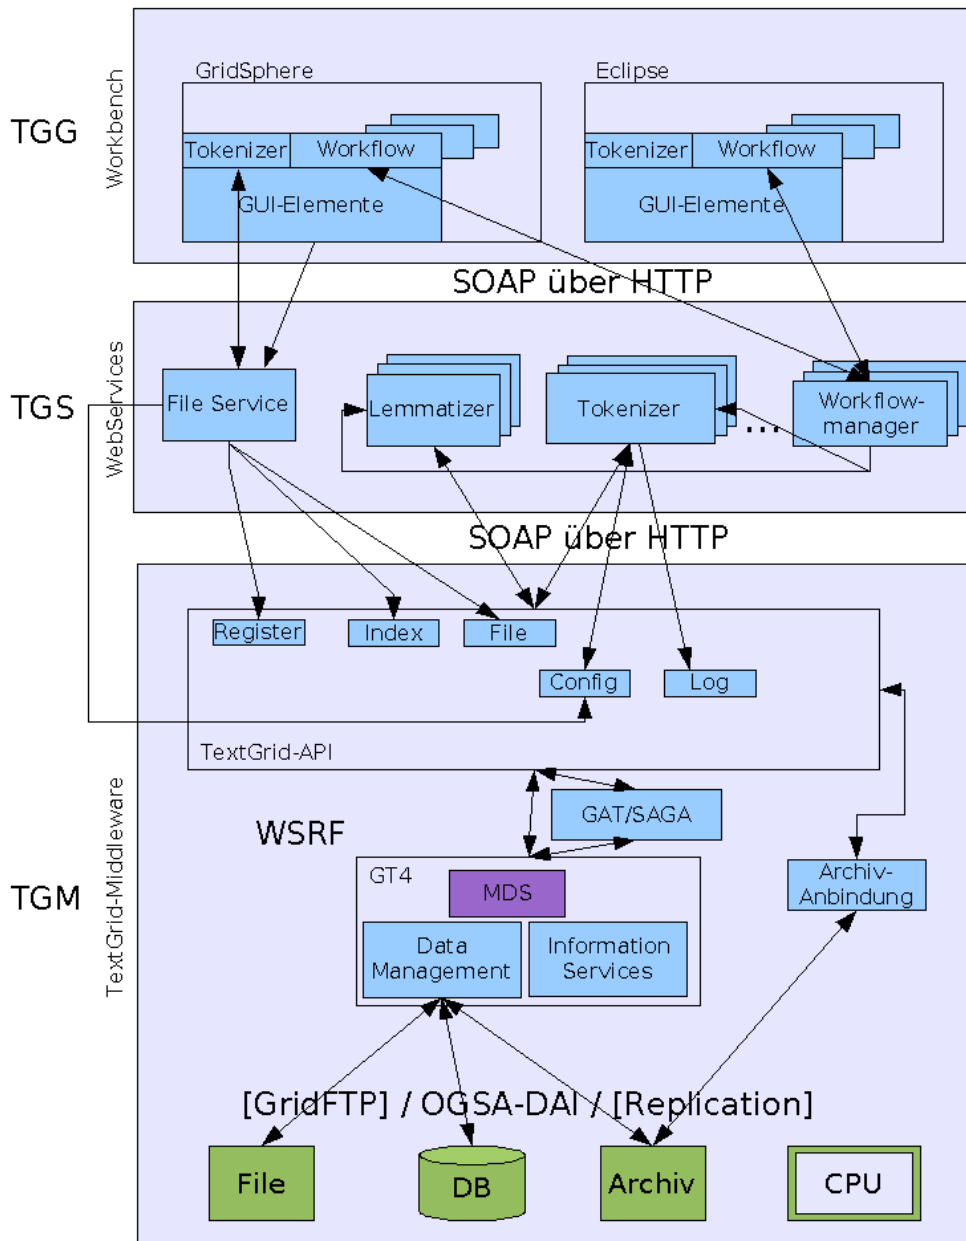 GridSphere
Eclipse
TGG
Workbench
Tokenizer
Workflow
GUI-Elemente
Tokenizer
Workflow
GUI-Elemente
SOAP über HTTP
TGS
WebServices
File Service
Lemmatizer
Tokenizer
...
Workflow-
manager
SOAP über HTTP
TGM
TextGrid-Middleware
Register
Index
File
Config
Log
TextGrid-API
WSRF
GAT/SAGA
GT4
MDS
Data
Management
Information
Services
Archiv-
Anbindung
[GridFTP] / OGSA-DAI / [Replication]
File
DB
Archiv
CPU